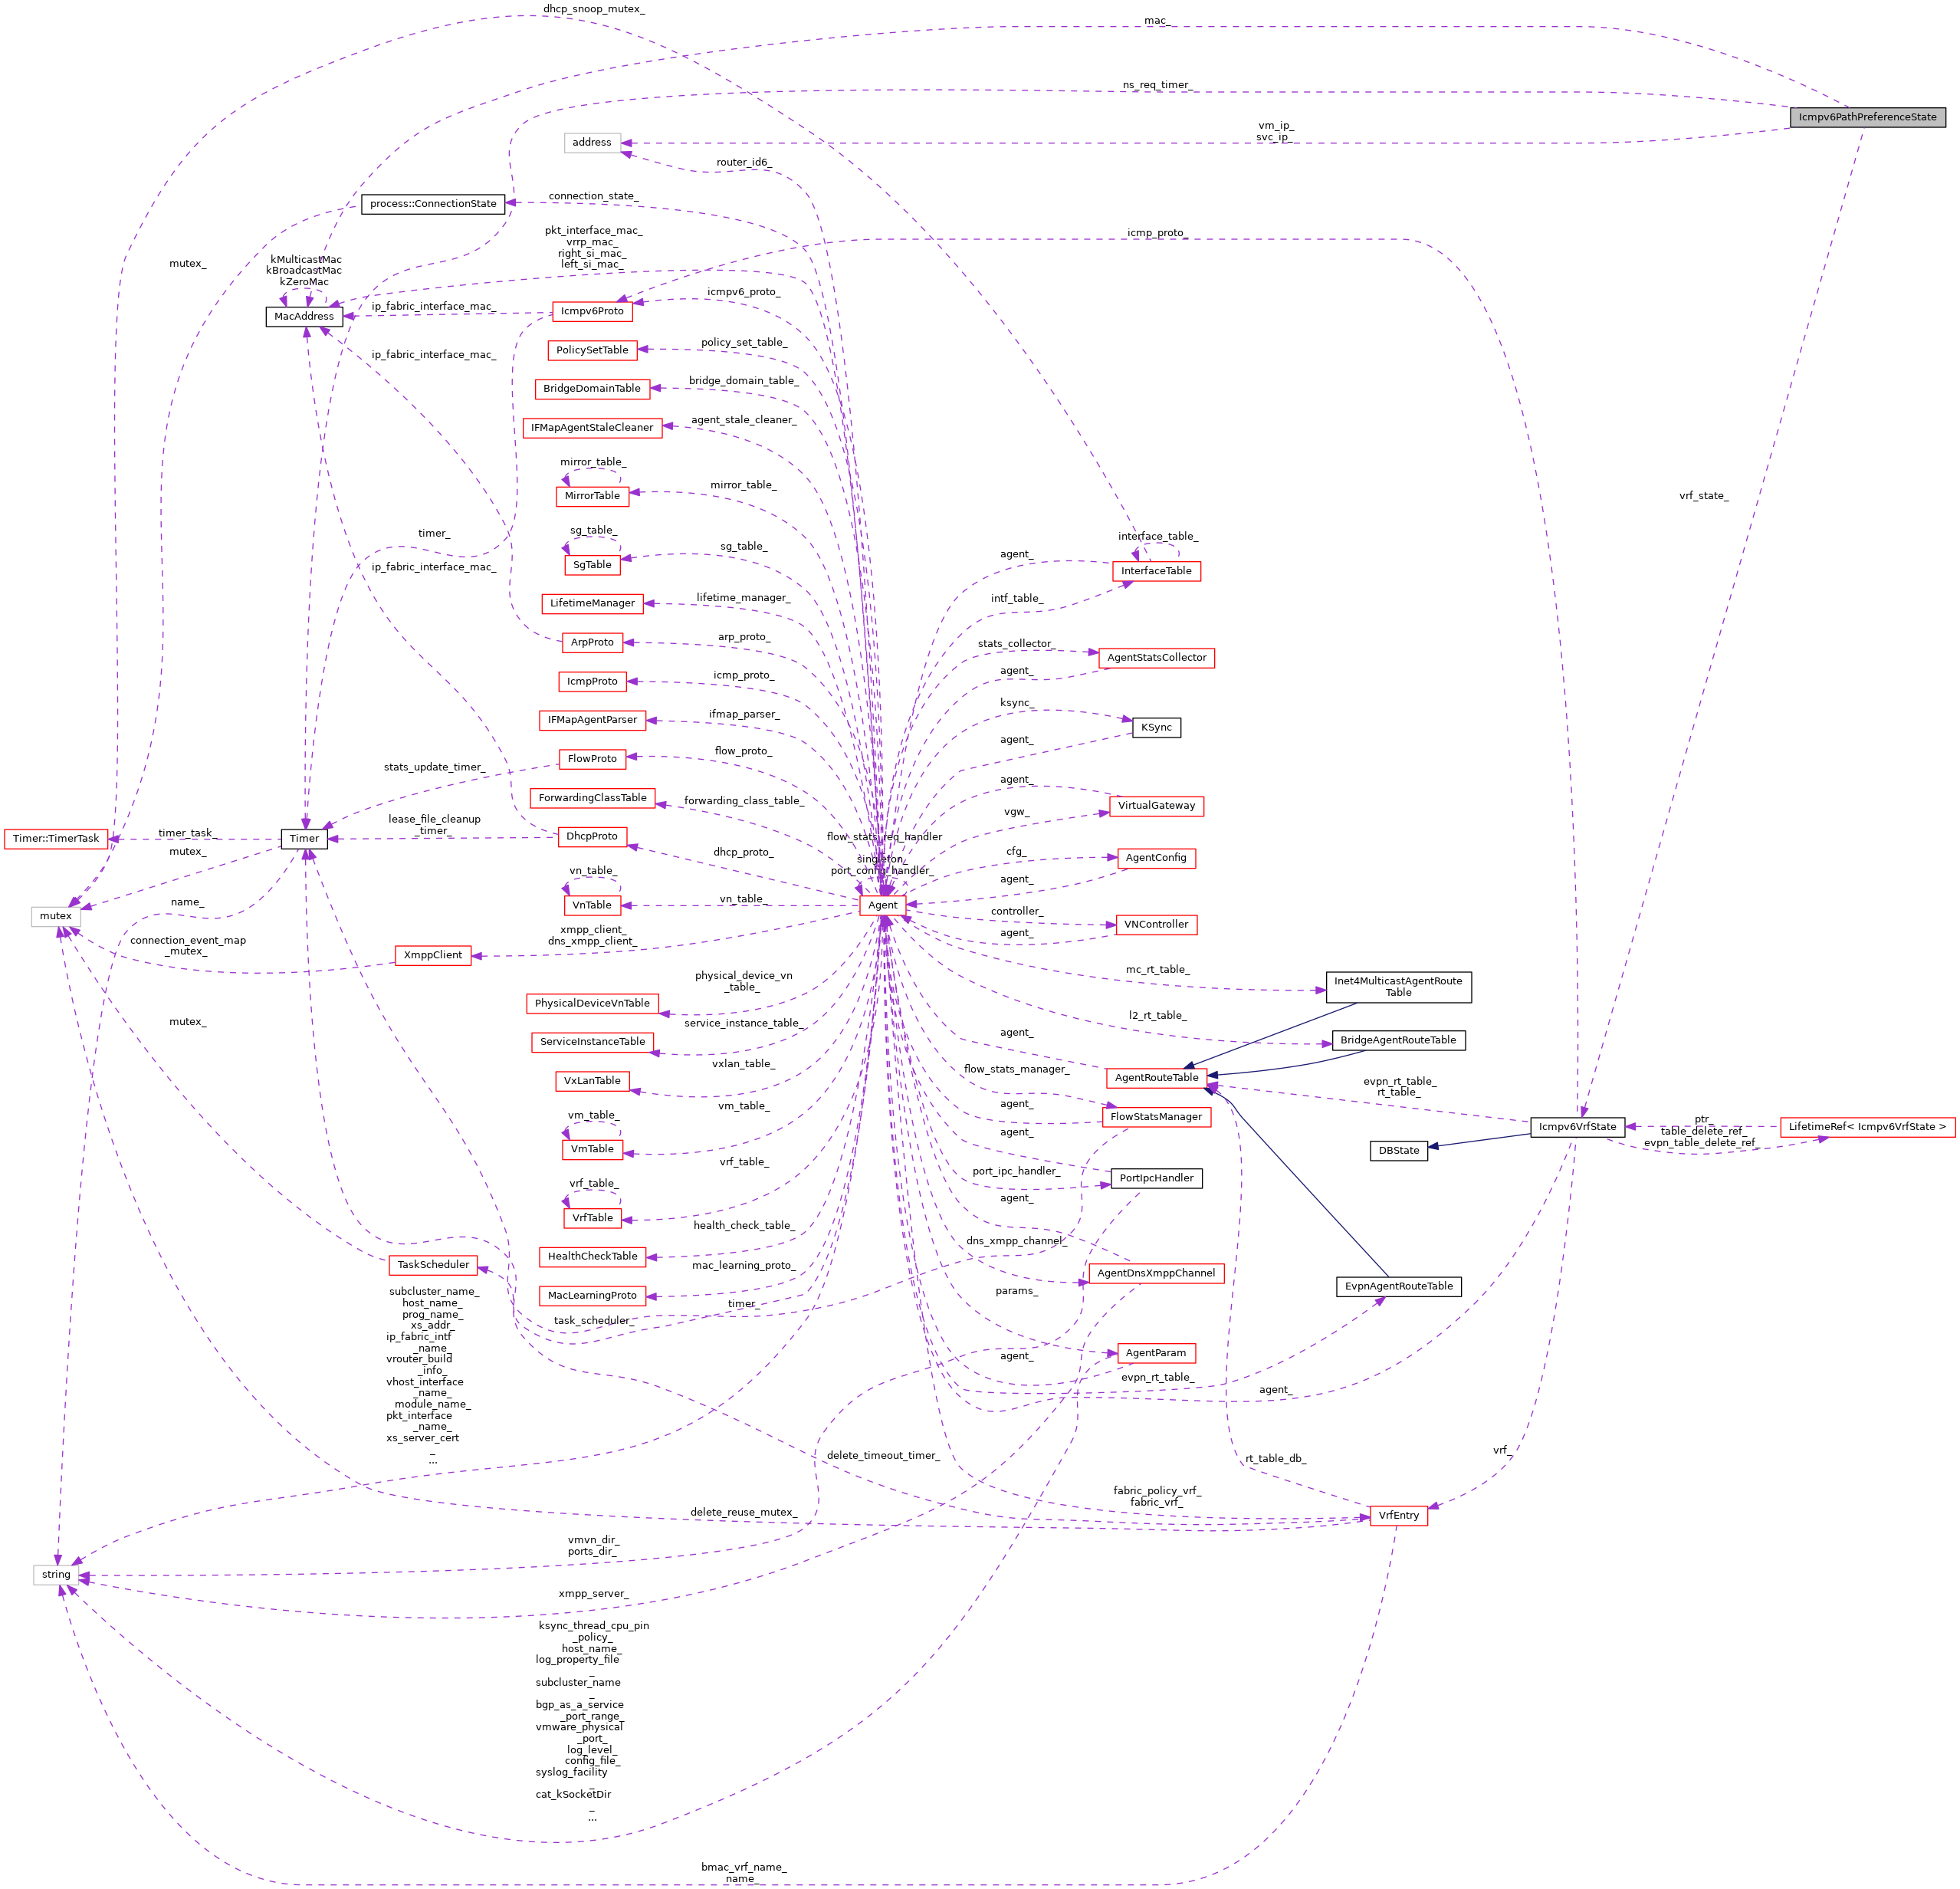 dhcp_snoop_mutex_
mac_
ns_req_timer_
Icmpv6PathPreferenceState
vm_ip_
svc_ip_
address
router_id6_
connection_state_
process::ConnectionState
pkt_interface_mac_
vrrp_mac_
right_si_mac_
left_si_mac_
icmp_proto_
mutex_
kMulticastMac
kBroadcastMac
kZeroMac
MacAddress
ip_fabric_interface_mac_
Icmpv6Proto
icmpv6_proto_
PolicySetTable
policy_set_table_
ip_fabric_interface_mac_
BridgeDomainTable
bridge_domain_table_
IFMapAgentStaleCleaner
agent_stale_cleaner_
mirror_table_
MirrorTable
mirror_table_
vrf_state_
sg_table_
SgTable
sg_table_
timer_
ip_fabric_interface_mac_
interface_table_
InterfaceTable
agent_
intf_table_
LifetimeManager
lifetime_manager_
ArpProto
arp_proto_
stats_collector_
AgentStatsCollector
agent_
IcmpProto
icmp_proto_
ksync_
KSync
agent_
IFMapAgentParser
ifmap_parser_
FlowProto
flow_proto_
stats_update_timer_
agent_
VirtualGateway
vgw_
ForwardingClassTable
forwarding_class_table_
Timer::TimerTask
timer_task_
Timer
lease_file_cleanup
_timer_
DhcpProto
dhcp_proto_
flow_stats_req_handler
_
singleton_
port_config_handler_
cfg_
AgentConfig
agent_
mutex_
vn_table_
VnTable
vn_table_
Agent
controller_
VNController
agent_
name_
mutex
connection_event_map
_mutex_
XmppClient
xmpp_client_
dns_xmpp_client_
mc_rt_table_
Inet4MulticastAgentRoute
Table
physical_device_vn
_table_
PhysicalDeviceVnTable
l2_rt_table_
BridgeAgentRouteTable
mutex_
service_instance_table_
ServiceInstanceTable
agent_
vxlan_table_
VxLanTable
flow_stats_manager_
AgentRouteTable
evpn_rt_table_
rt_table_
vm_table_
VmTable
vm_table_
agent_
FlowStatsManager
Icmpv6VrfState
ptr_
table_delete_ref_
evpn_table_delete_ref_
LifetimeRef< Icmpv6VrfState >
DBState
agent_
vrf_table_
VrfTable
vrf_table_
port_ipc_handler_
PortIpcHandler
agent_
health_check_table_
HealthCheckTable
dns_xmpp_channel_
AgentDnsXmppChannel
TaskScheduler
mac_learning_proto_
MacLearningProto
EvpnAgentRouteTable
timer_
task_scheduler_
params_
AgentParam
agent_
evpn_rt_table_
agent_
subcluster_name_
host_name_
prog_name_
xs_addr_
ip_fabric_intf
_name_
vrouter_build
_info_
vhost_interface
_name_
module_name_
pkt_interface
_name_
xs_server_cert
_
...
delete_timeout_timer_
rt_table_db_
vrf_
delete_reuse_mutex_
fabric_policy_vrf_
fabric_vrf_
VrfEntry
vmvn_dir_
ports_dir_
string
xmpp_server_
ksync_thread_cpu_pin
_policy_
host_name_
log_property_file
_
subcluster_name
_
bgp_as_a_service
_port_range_
vmware_physical
_port_
log_level_
config_file_
syslog_facility
_
cat_kSocketDir
_
...
bmac_vrf_name_
name_